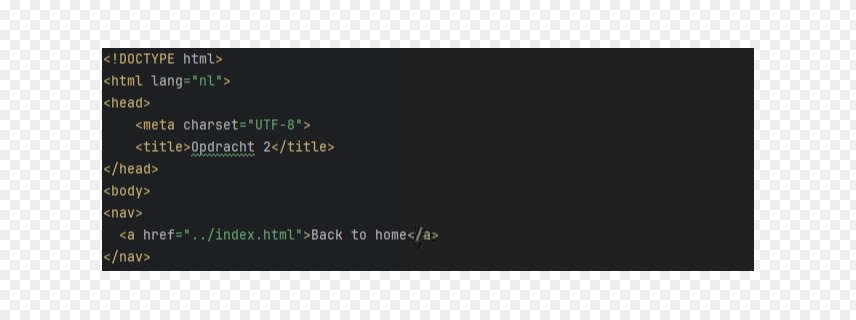 <!DOCTYPE html>
<html lang="nl">
<head>
    <meta charset="UTF-8">
    <title>Opdracht 2</title>
</head>
<body>
<nav>
  <a href="../index.html">Back to home</a>
</nav>